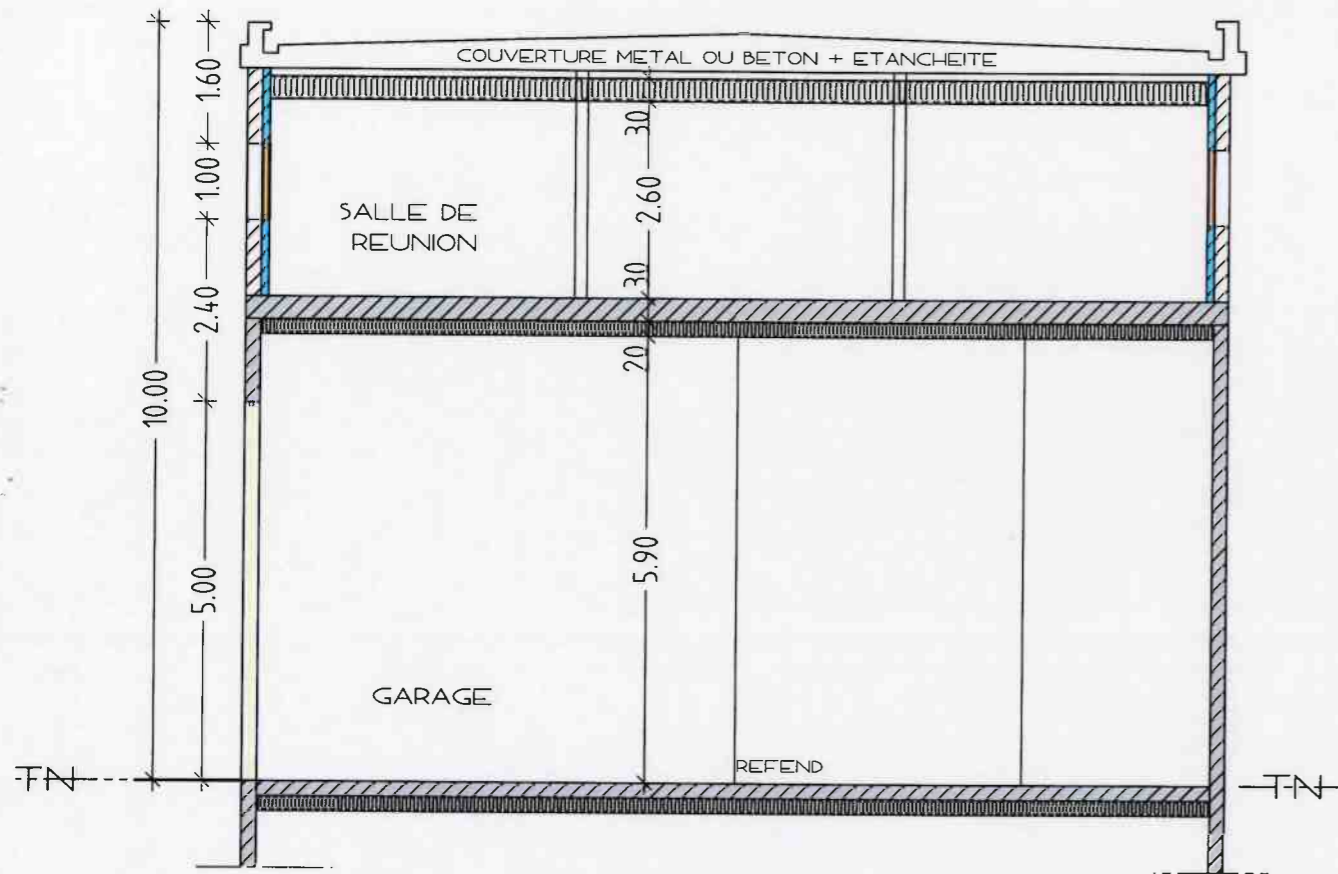 COUVERTURE METAL OU BETON + ETANCHEITE
1.60
30
1.00
2.60
SALLE DE
REUNION
30
2.40
20
10.00
5.90
5.00
GARAGE
REFEND
TN
TN